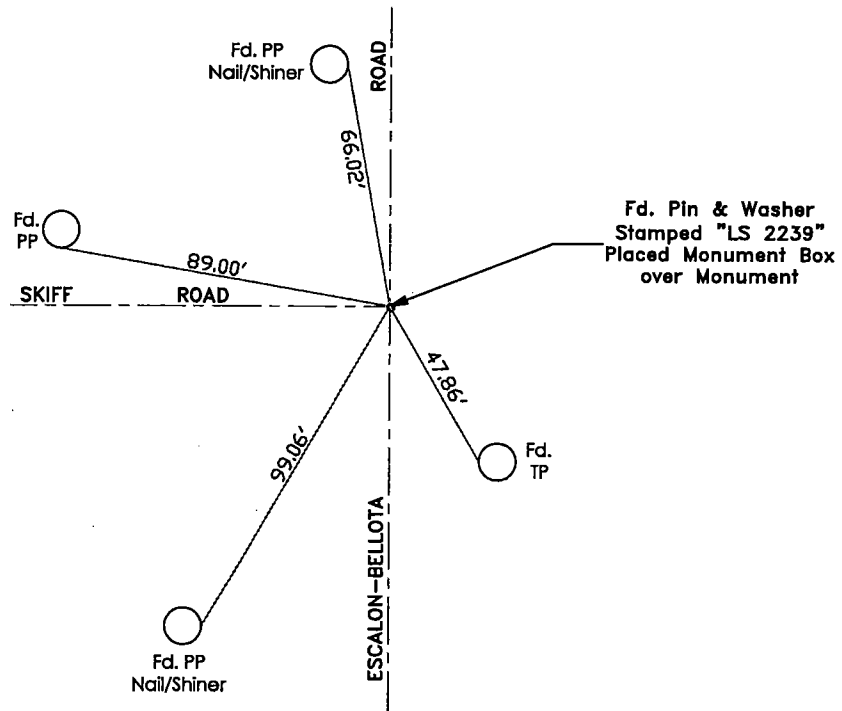 Fd. PP
Nail/Shiner
ROAD
66.02'
Fd.
PP
89.00'
SKIFF ROAD
Fd. Pin & Washer
Stamped "LS 2239"
Placed Monument Box
over Monument
47.86'
99.06'
Fd.
TP
ESCALON-BELLOTA
Fd. PP
Nail/Shiner